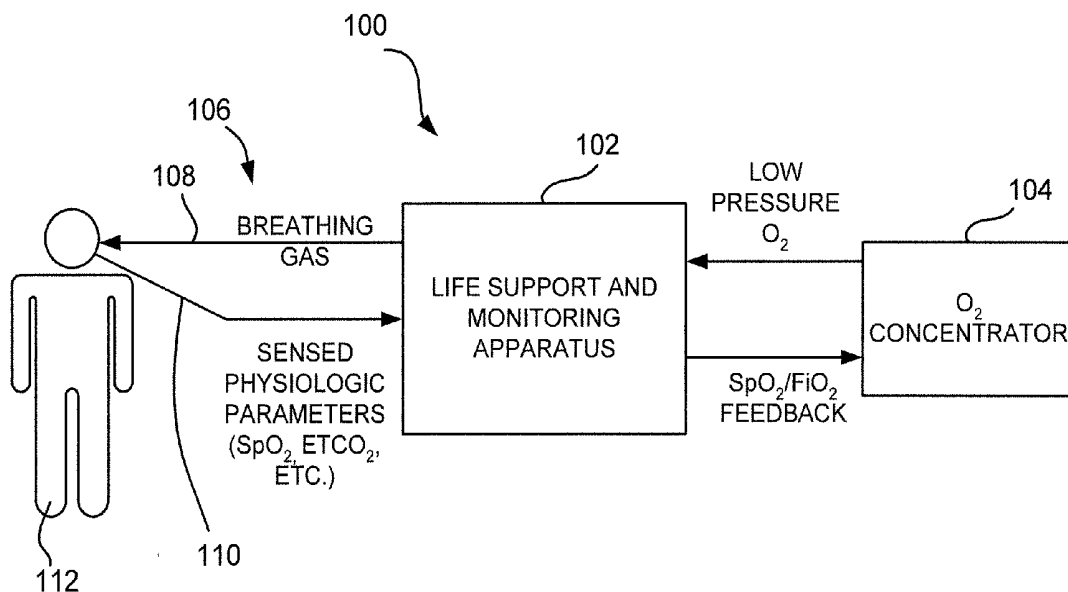 100
106
102
108
BREATHING
GAS
LOW
PRESSURE
O₂
104
LIFE SUPPORT AND
MONITORING
APPARATUS
O₂
CONCENTRATOR
SENSED
PHYSIOLOGIC
PARAMETERS
(SpO₂, ETCO₂,
ETC.)
SpO₂/FiO₂
FEEDBACK
110
112